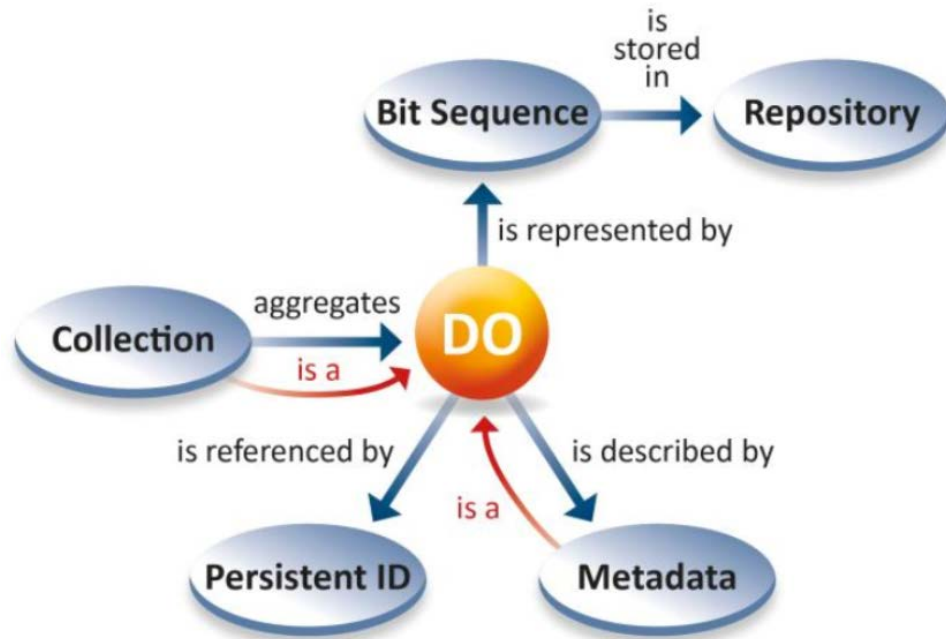 is
stored
in
Bit Sequence
Repository
is represented by
aggregates
Collection
DO
is a
is referenced by
is described by
is a
Persistent ID
Metadata